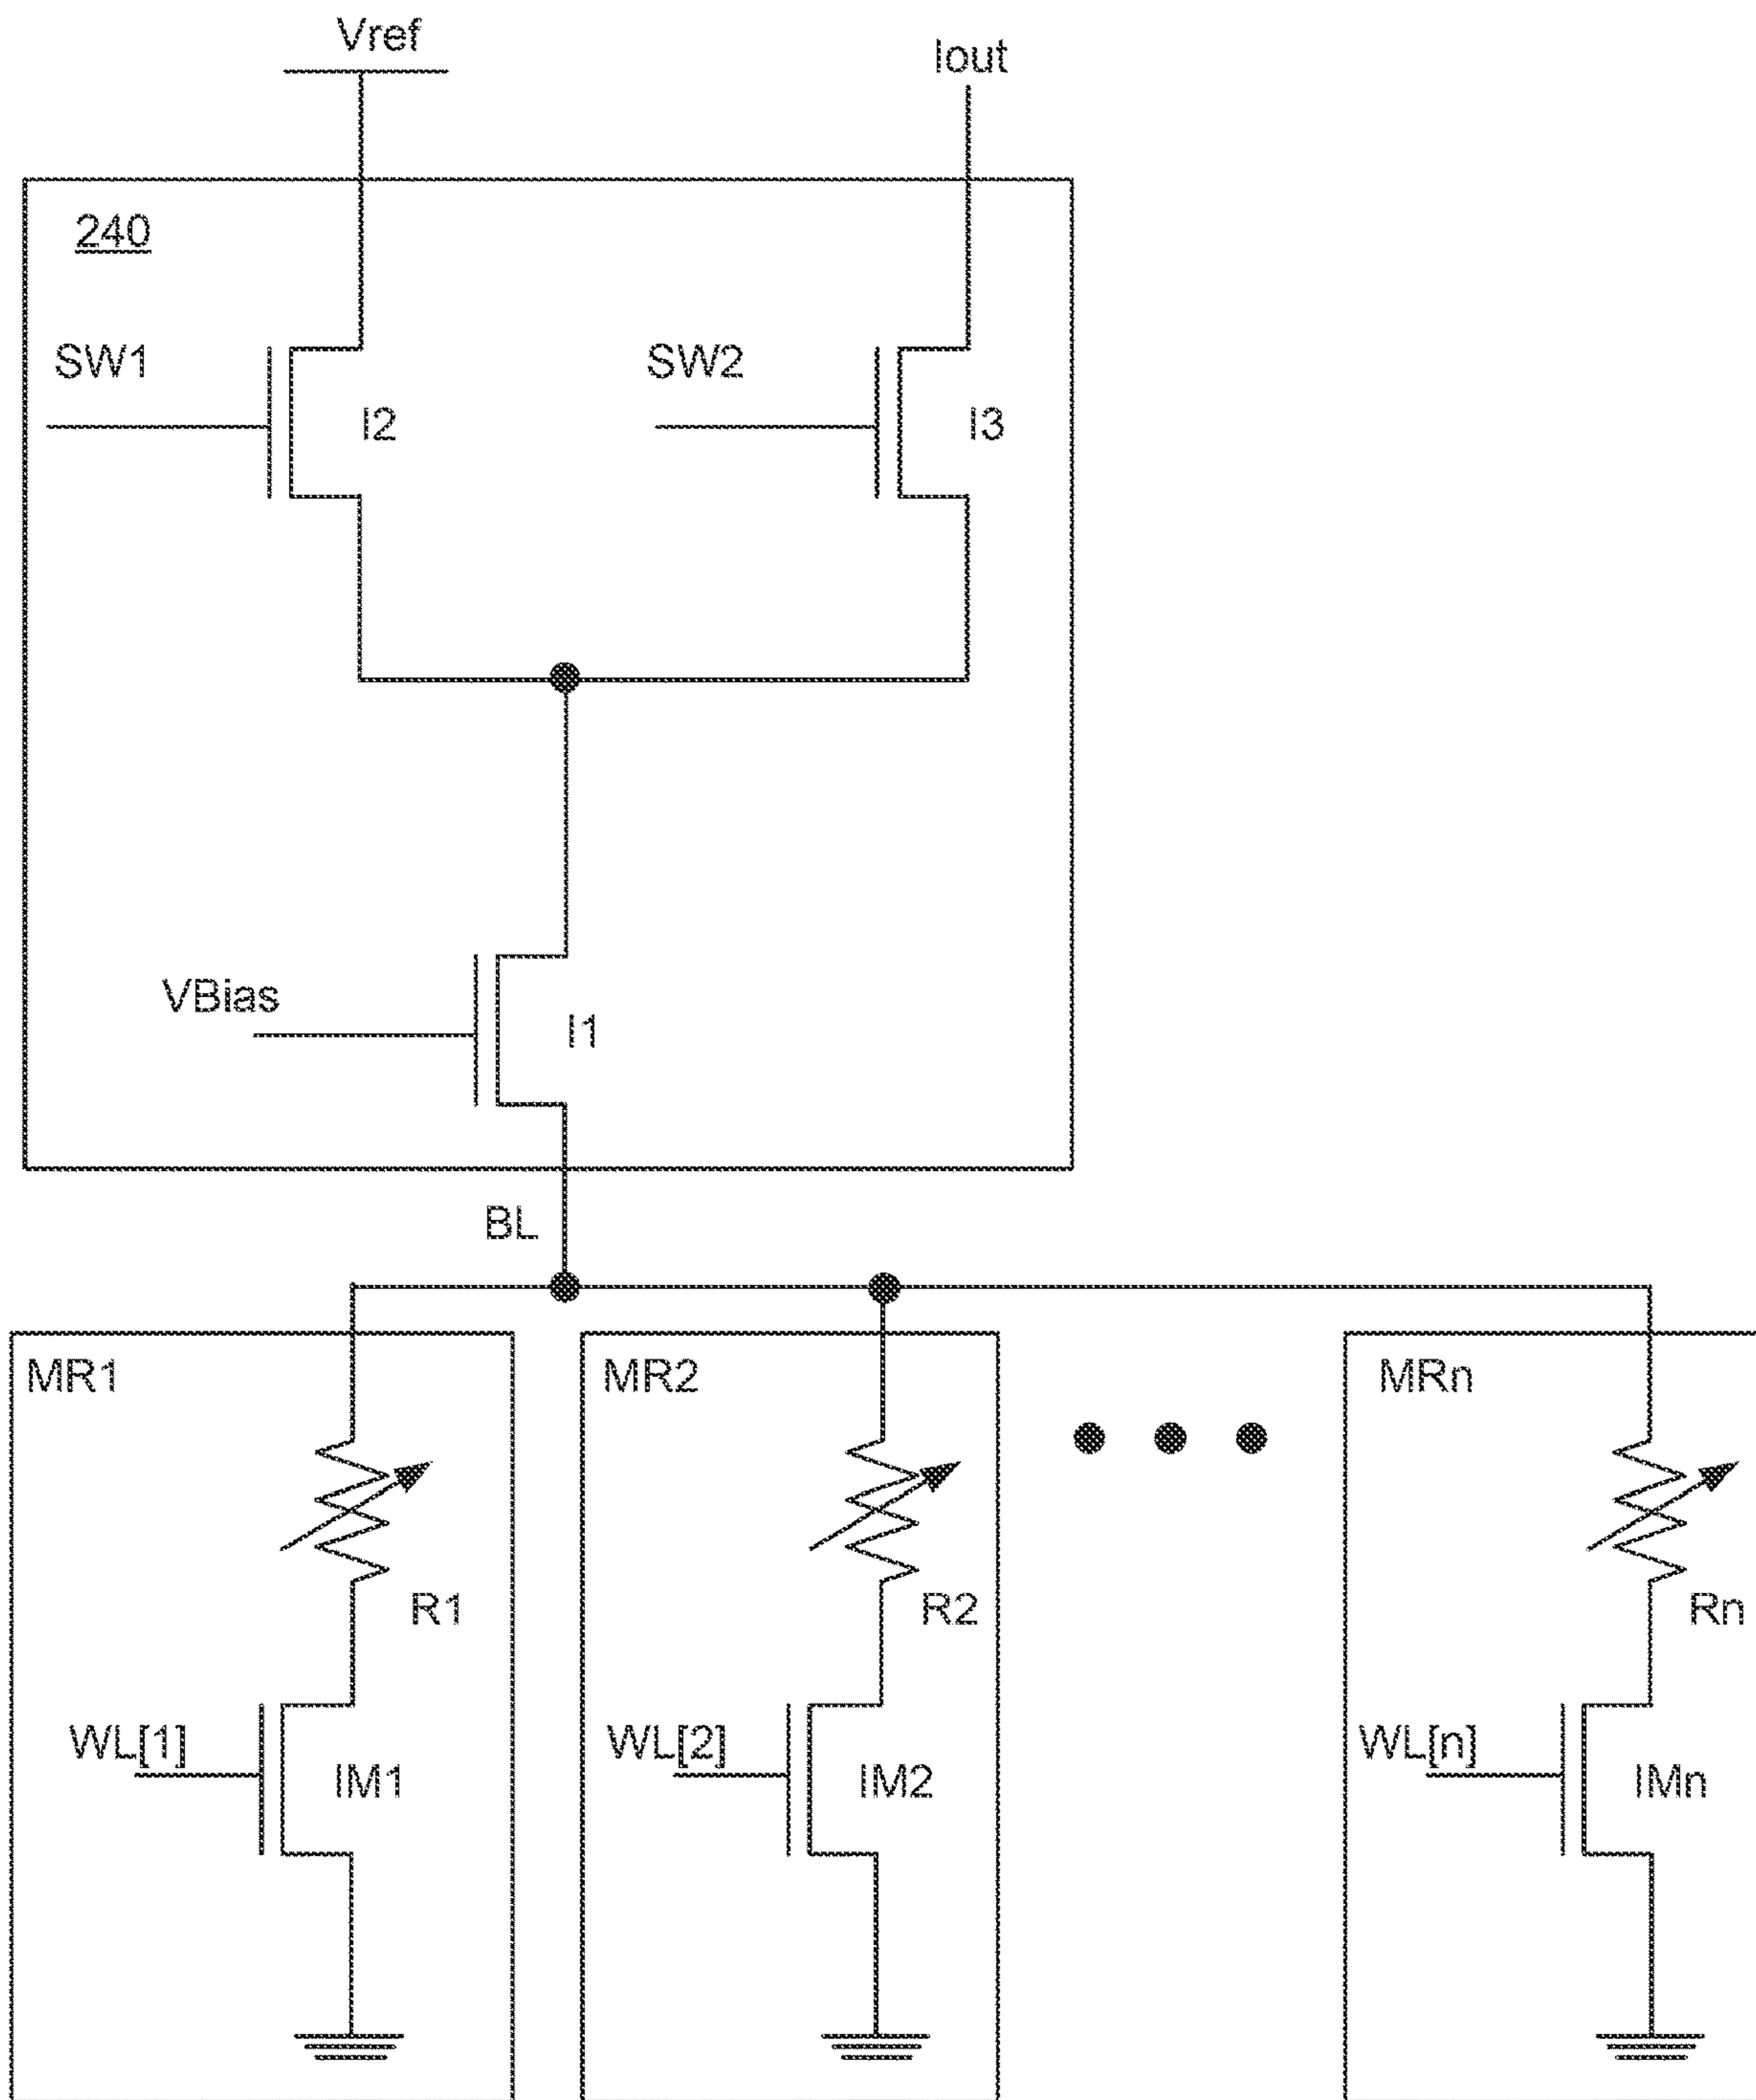 Vref
Iout
240
SW1
SW2
I2
I3
VBias
I1
BL
MR1
MR2
MRn
R1
R2
Rn
WL[1]
WL[2]
WL[n]
IM1
IM2
IMn